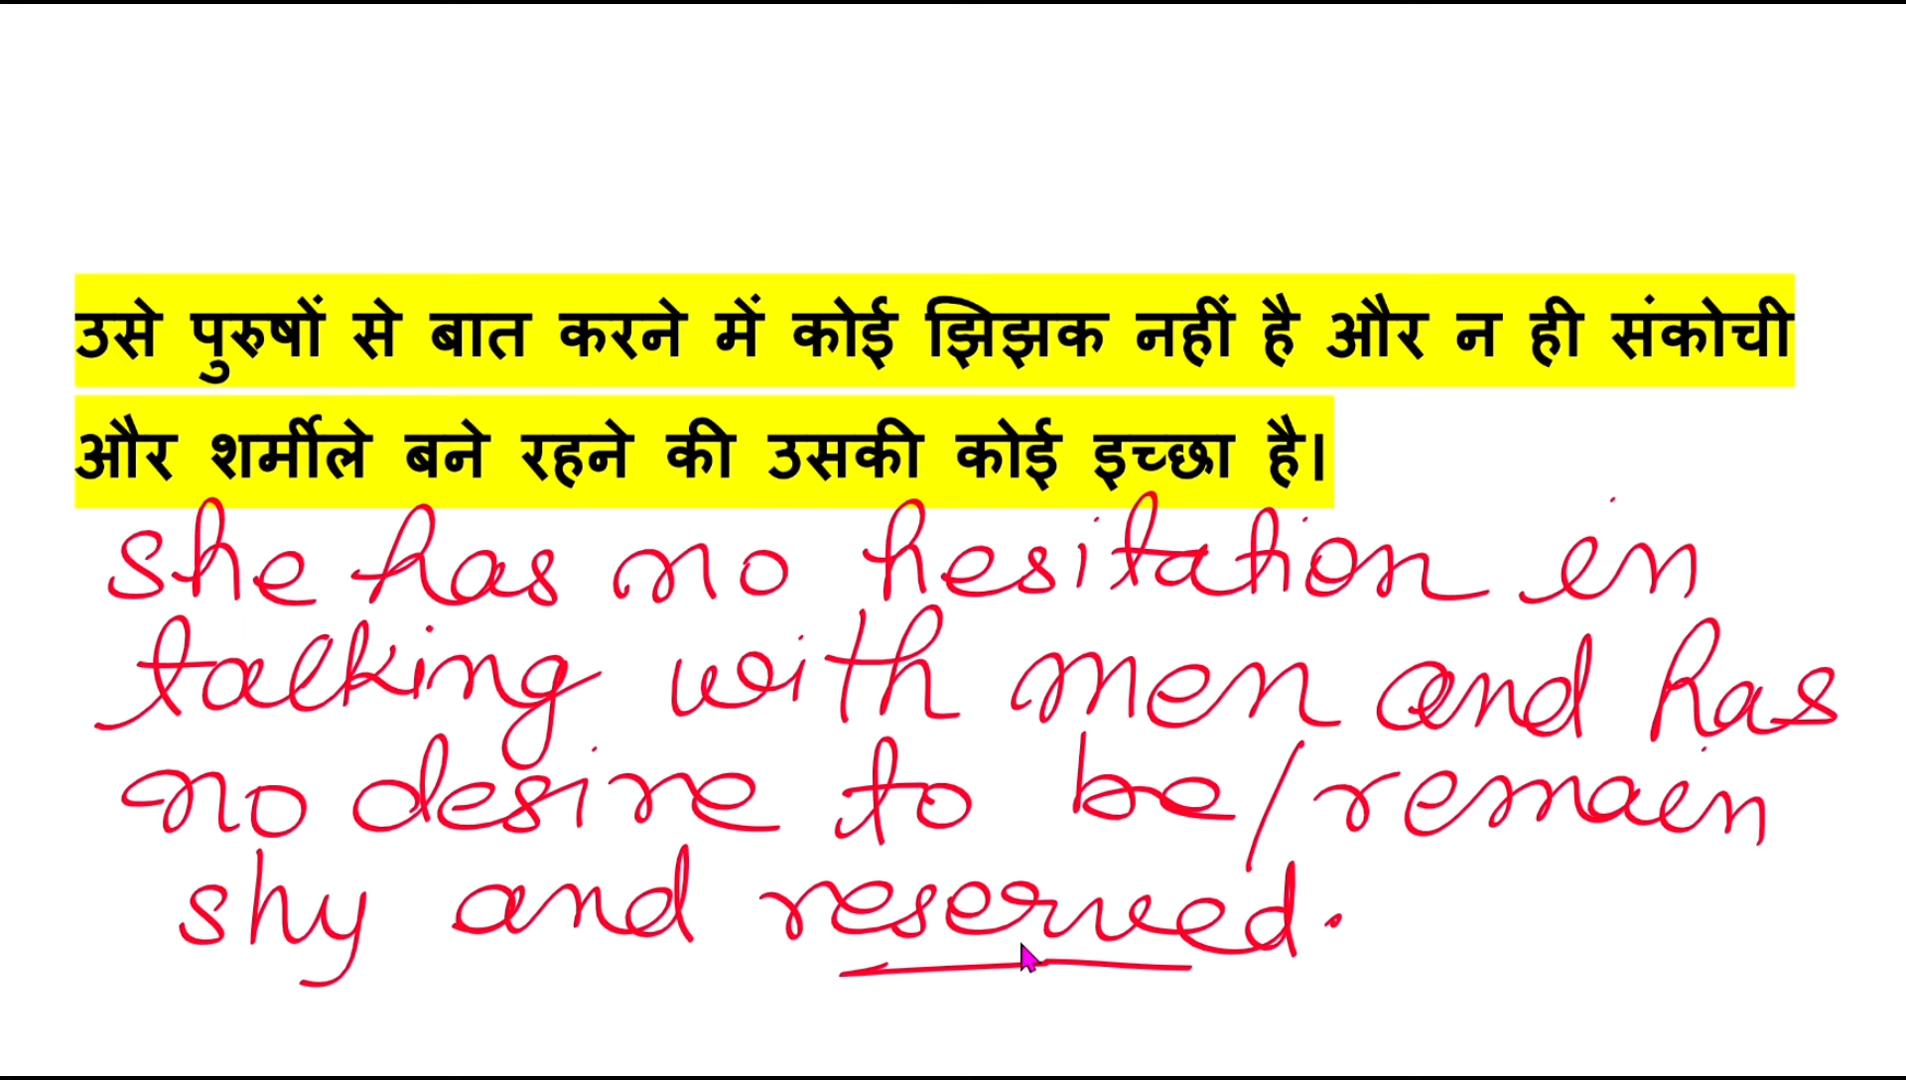 उसे पुरुषों से बात करने में कोई झिझक नहीं है और न ही संकोची
और शर्मीले बने रहने की उसकी कोई इच्छा है।
She has no hesitation in
talking with men and has
no desire to be/remain
shy and reserved.